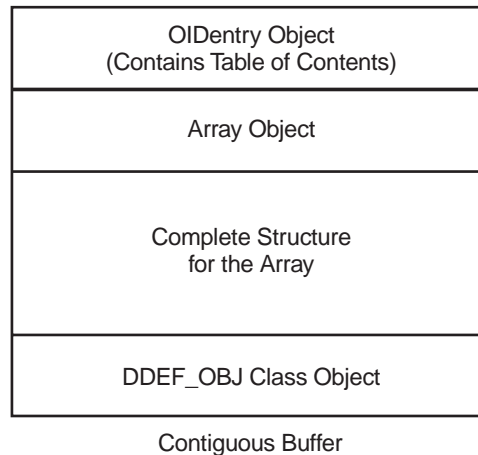 OIDentry Object
(Contains Table of Contents)
Array Object
Complete Structure
for the Array
DDEF_OBJ Class Object
Contiguous Buffer